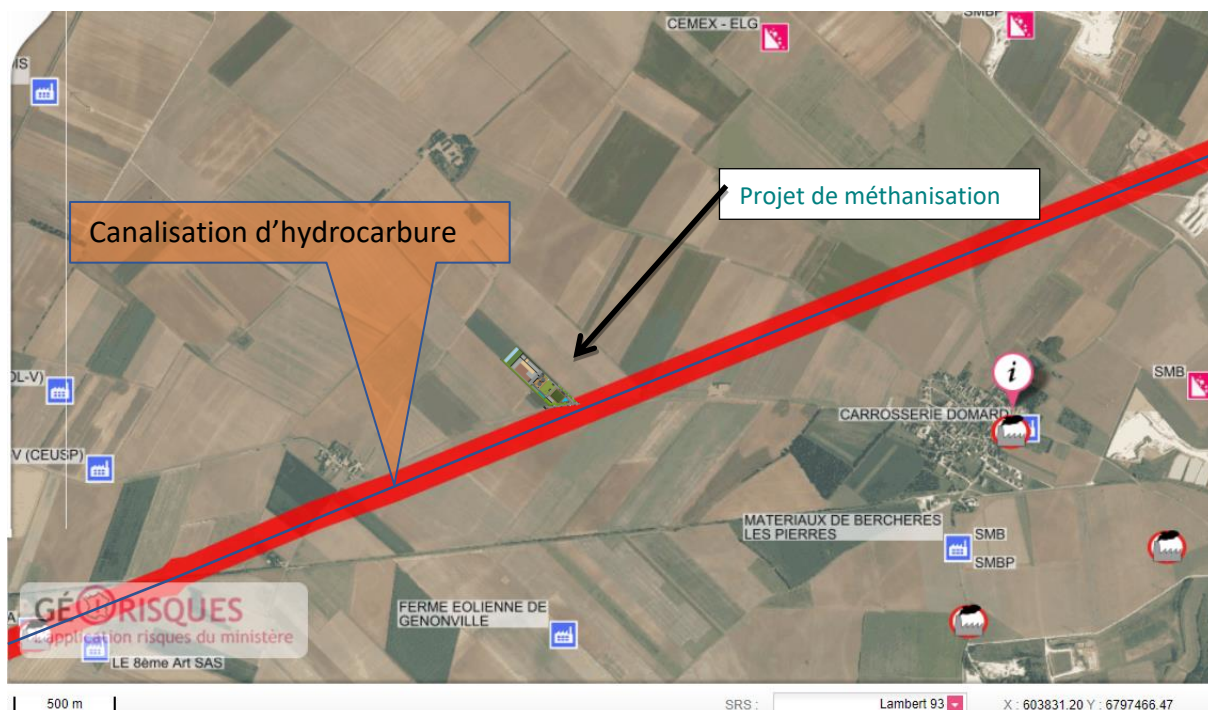 CEMEX - ELG
SMBP
IS
Projet de méthanisation
Canalisation d’hydrocarbure
i
OL-V)
SMB
CARROSSERIE DOMARD
V (CEUSP)
MATERIAUX DE BERCHERES
LES PIERRES
SMB
SMBP
GÉORISQUES
L'application risques du ministère
A
FERME EOLIENNE DE
GENONVILLE
LE 8ème Art SAS
500 m
SRS :
Lambert 93
X : 603831.20 Y : 6797466.47